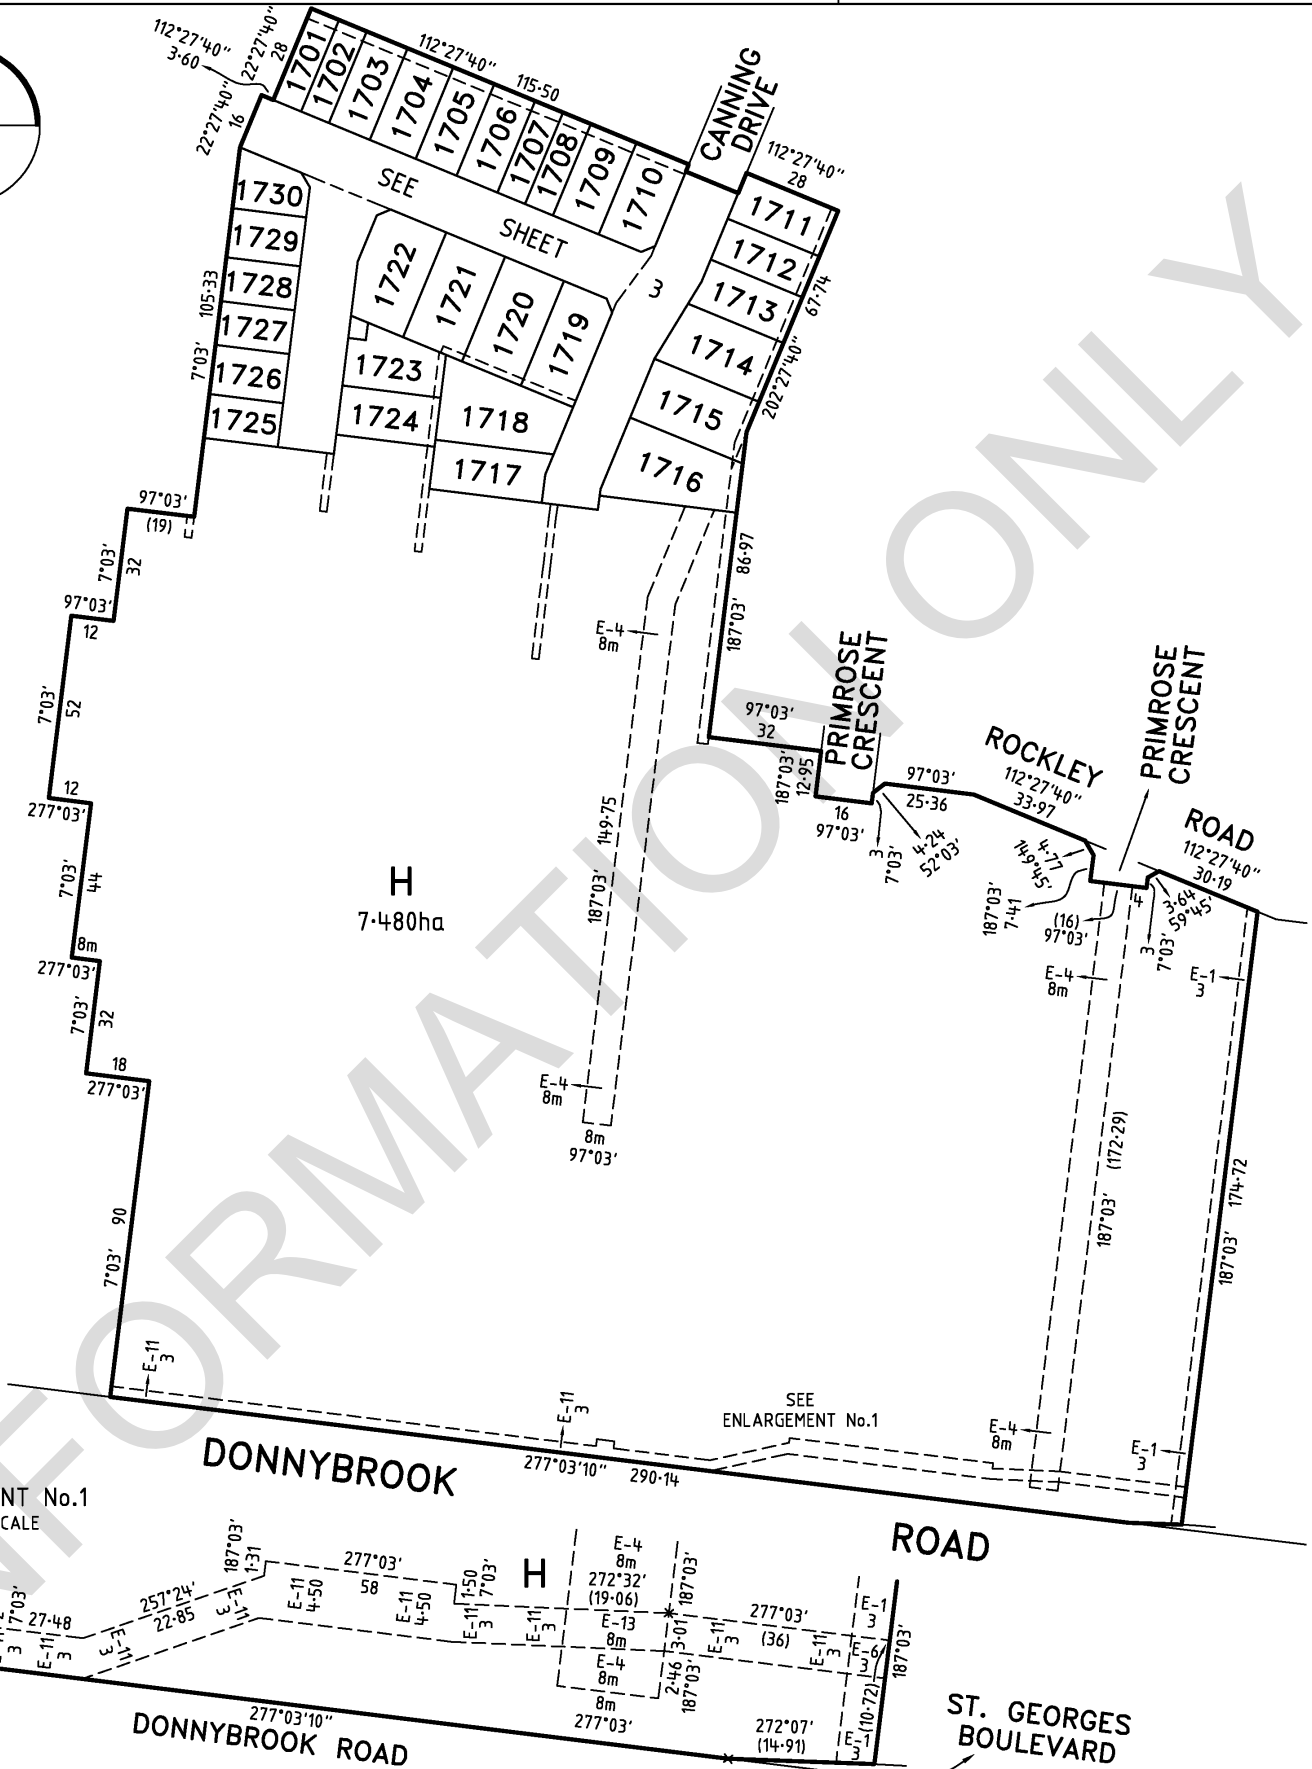 112°27'40"
3·60
22°27'40"
28
22°27'40"
16
112°27'40"
115·50
CANNING
DRIVE
112°27'40"
28
1701
1702
1703
1704
1705
1706
1707
1708
1709
1710
1711
1712
1713
1714
1715
1716
SEE
SHEET
3
1730
1729
1728
1727
1726
1725
1722
1721
1720
1719
1723
1724
1718
1717
105·33
7°03'
67·74
202°27'40"
97°03'
(19)
7°03'
32
97°03'
12
7°03'
52
12
277°03'
7°03'
44
8m
277°03'
7°03'
32
18
277°03'
90
7°03'
86·97
187°03'
E-4
8m
97°03'
32
PRIMROSE
CRESCENT
187°03'
12·95
16
97°03'
3
7°03'
4·24
52°03'
97°03'
25·36
ROCKLEY
112°27'40"
33·97
PRIMROSE
CRESCENT
ROAD
112°27'40"
30·19
4·77
149°45'
187°03'
7·41
(16)
97°03'
4
3
7°03'
3·64
59°45'
149·75
187°03'
H
7·480ha
E-4
8m
E-1
3
E-4
8m
8m
97°03'
(172·29)
187°03'
174·72
187°03'
E-11
3
E-11
3
SEE
ENLARGEMENT No.1
E-4
8m
E-1
3
DONNYBROOK
277°03'10"
290·14
ROAD
NT No.1
CALE
187°03'
1·31
277°03'
58
1·50
7°03'
H
E-4
8m
272°32'
(19·06)
187°03'
E-1
3
7°03'
3
27·48
E-11
3
257°24'
22·85
E-11
3
E-11
3
E-11
4·50
E-11
4·50
E-11
3
E-11
3
E-13
8m
3·01
277°03'
(36)
E-11
3
E-11
3
E-6
3
187°03'
E-4
8m
8m
277°03'
2·46
187°03'
(10·72)
E-1
3
277°03'10"
DONNYBROOK ROAD
272°07'
(14·91)
ST. GEORGES
BOULEVARD
NFORMATION ONLY